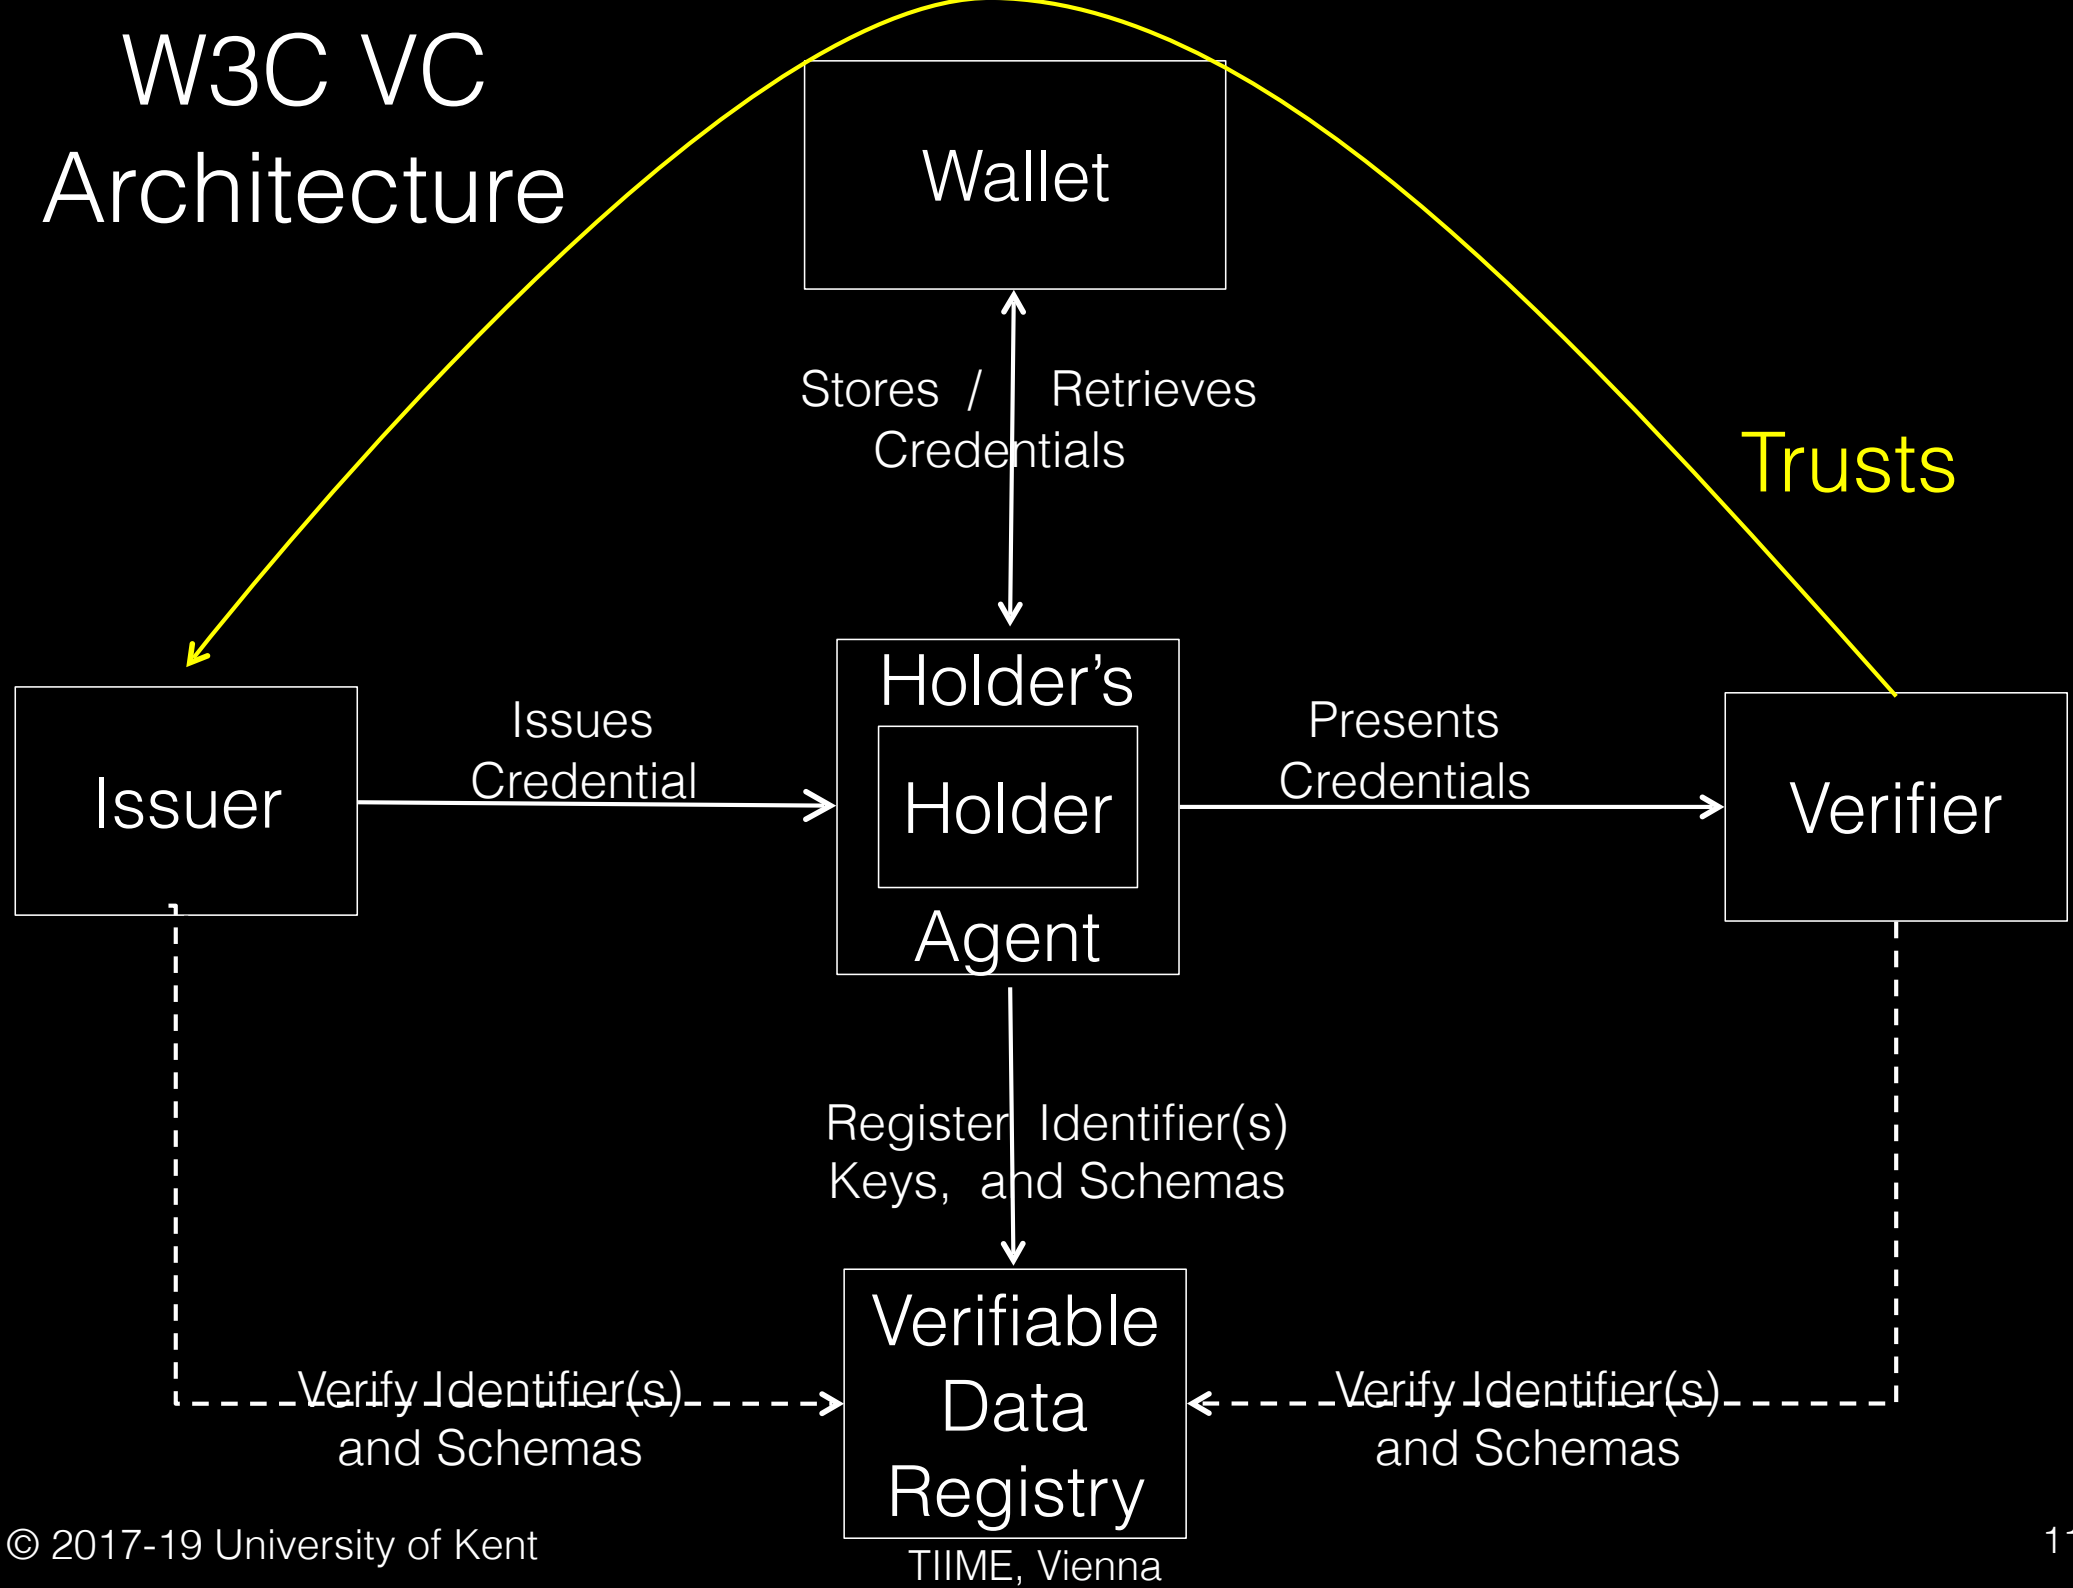 W3C VC
Architecture
Wallet
Stores / Retrieves
Credentials
Trusts
Issuer
Issues
Credential
Holder's
Holder
Agent
Presents
Credentials
Verifier
Register Identifier(s)
Keys, and Schemas
Verify Identifier(s)
and Schemas
Verifiable
Data
Registry
Verify Identifier(s)
and Schemas
© 2017-19 University of Kent
TIIME, Vienna